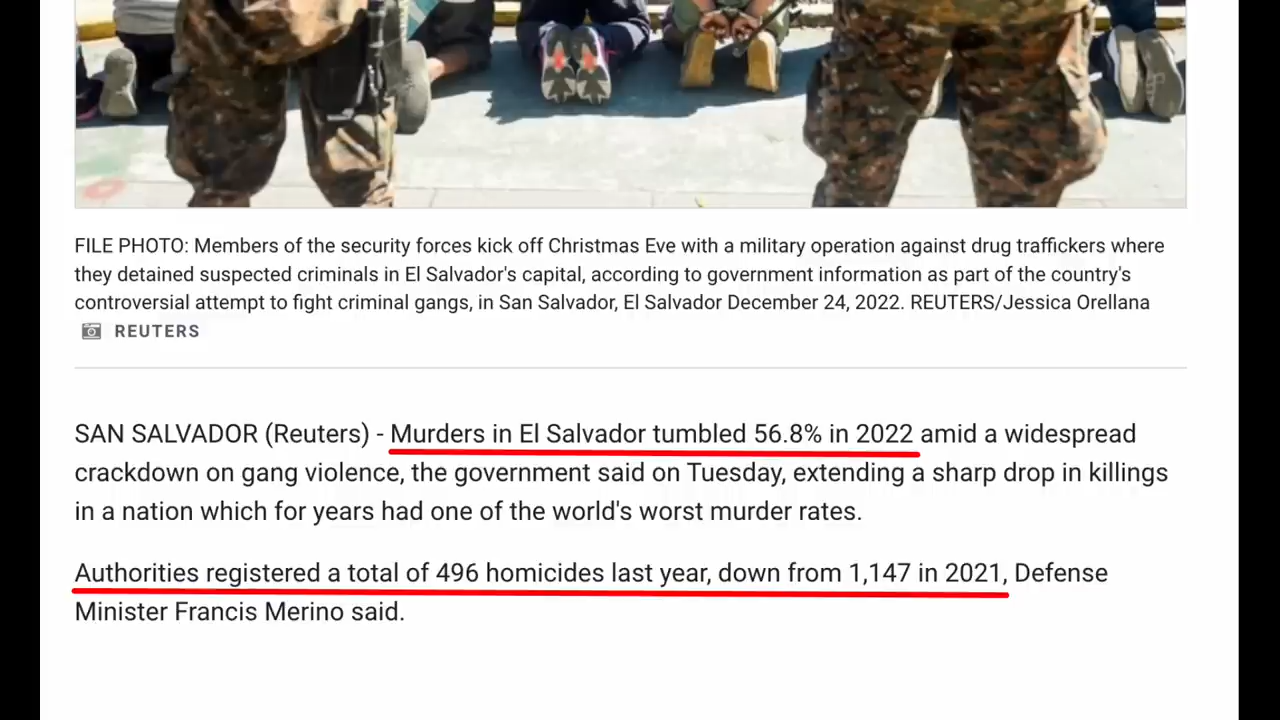 FILE PHOTO: Members of the security forces kick off Christmas Eve with a military operation against drug traffickers where
they detained suspected criminals in El Salvador's capital, according to government information as part of the country's
controversial attempt to fight criminal gangs, in San Salvador, El Salvador December 24, 2022. REUTERS/Jessica Orellana
REUTERS
SAN SALVADOR (Reuters) - Murders in El Salvador tumbled 56.8% in 2022 amid a widespread
crackdown on gang violence, the government said on Tuesday, extending a sharp drop in killings
in a nation which for years had one of the world's worst murder rates.
Authorities registered a total of 496 homicides last year, down from 1,147 in 2021, Defense
Minister Francis Merino said.